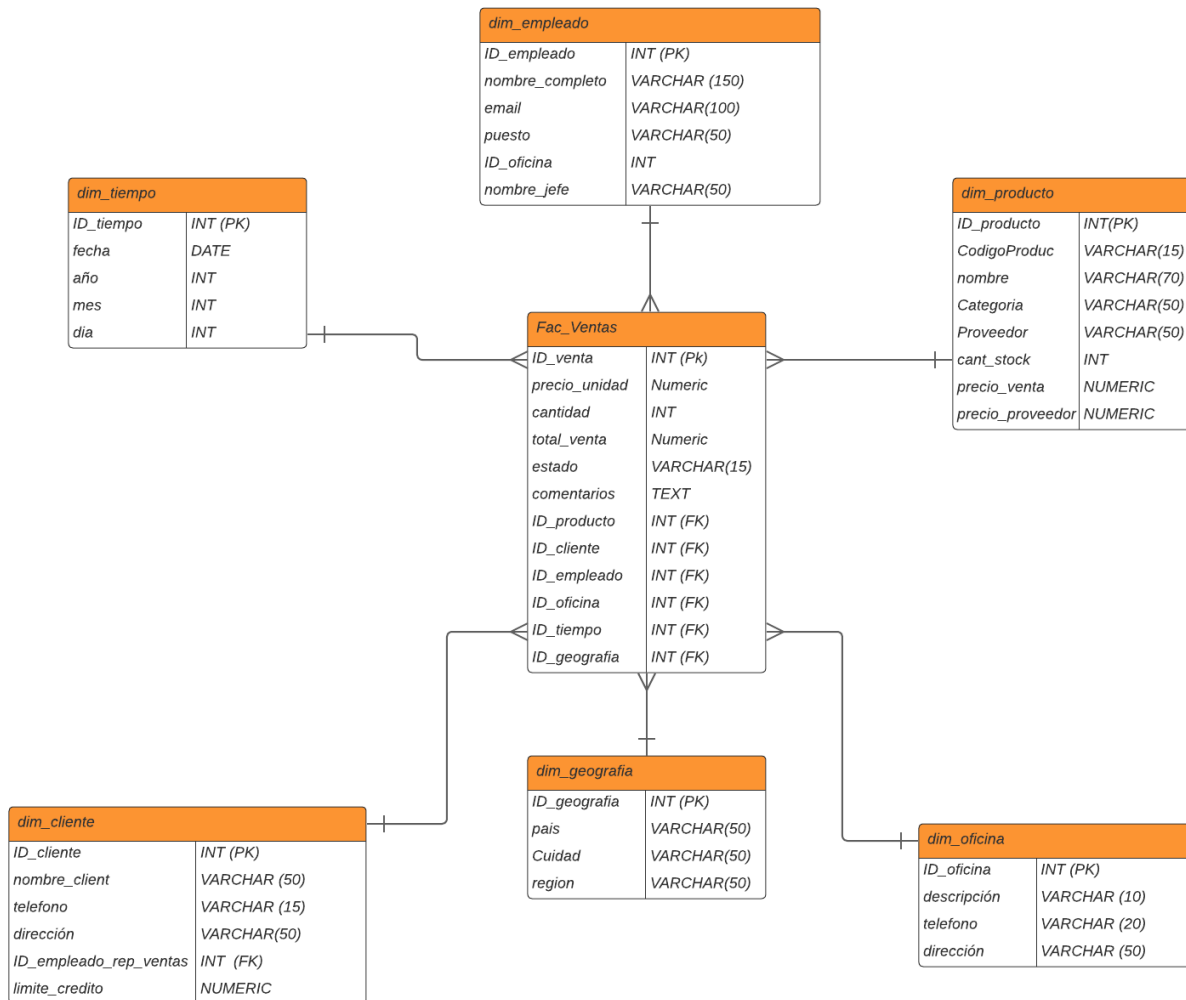 dim_empleado
ID_empleado INT (PK)
nombre_completo VARCHAR (150)
email VARCHAR(100)
puesto VARCHAR(50)
ID_oficina INT
nombre_jefe VARCHAR(50)
dim_tiempo
ID_tiempo INT (PK)
fecha DATE
año INT
mes INT
dia INT
dim_producto
ID_producto INT(PK)
CodigoProduc VARCHAR(15)
nombre VARCHAR(70)
Categoria VARCHAR(50)
Proveedor VARCHAR(50)
cant_stock INT
precio_venta NUMERIC
precio_proveedor NUMERIC
Fac_Ventas
ID_venta INT (Pk)
precio_unidad Numeric
cantidad INT
total_venta Numeric
estado VARCHAR(15)
comentarios TEXT
ID_producto INT (FK)
ID_cliente INT (FK)
ID_empleado INT (FK)
ID_oficina INT (FK)
ID_tiempo INT (FK)
ID_geografia INT (FK)
dim_cliente
ID_cliente INT (PK)
nombre_client VARCHAR (50)
telefono VARCHAR (15)
dirección VARCHAR(50)
ID_empleado_rep_ventas INT (FK)
limite_credito NUMERIC
dim_geografia
ID_geografia INT (PK)
pais VARCHAR(50)
Cuidad VARCHAR(50)
region VARCHAR(50)
dim_oficina
ID_oficina INT (PK)
descripción VARCHAR (10)
telefono VARCHAR (20)
dirección VARCHAR (50)